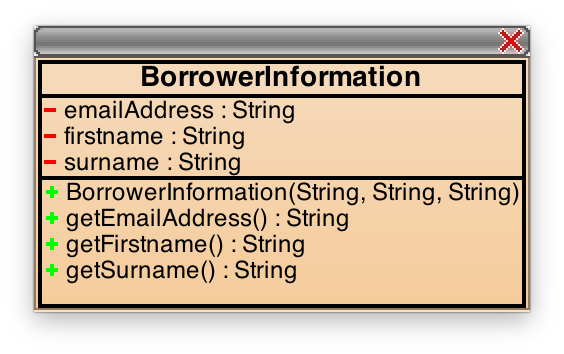 BorrowerInformation
- emailAddress : String
- firstname : String
- surname : String
+ BorrowerInformation(String, String, String)
+ getEmailAddress() : String
+ getFirstname() : String
+ getSurname() : String